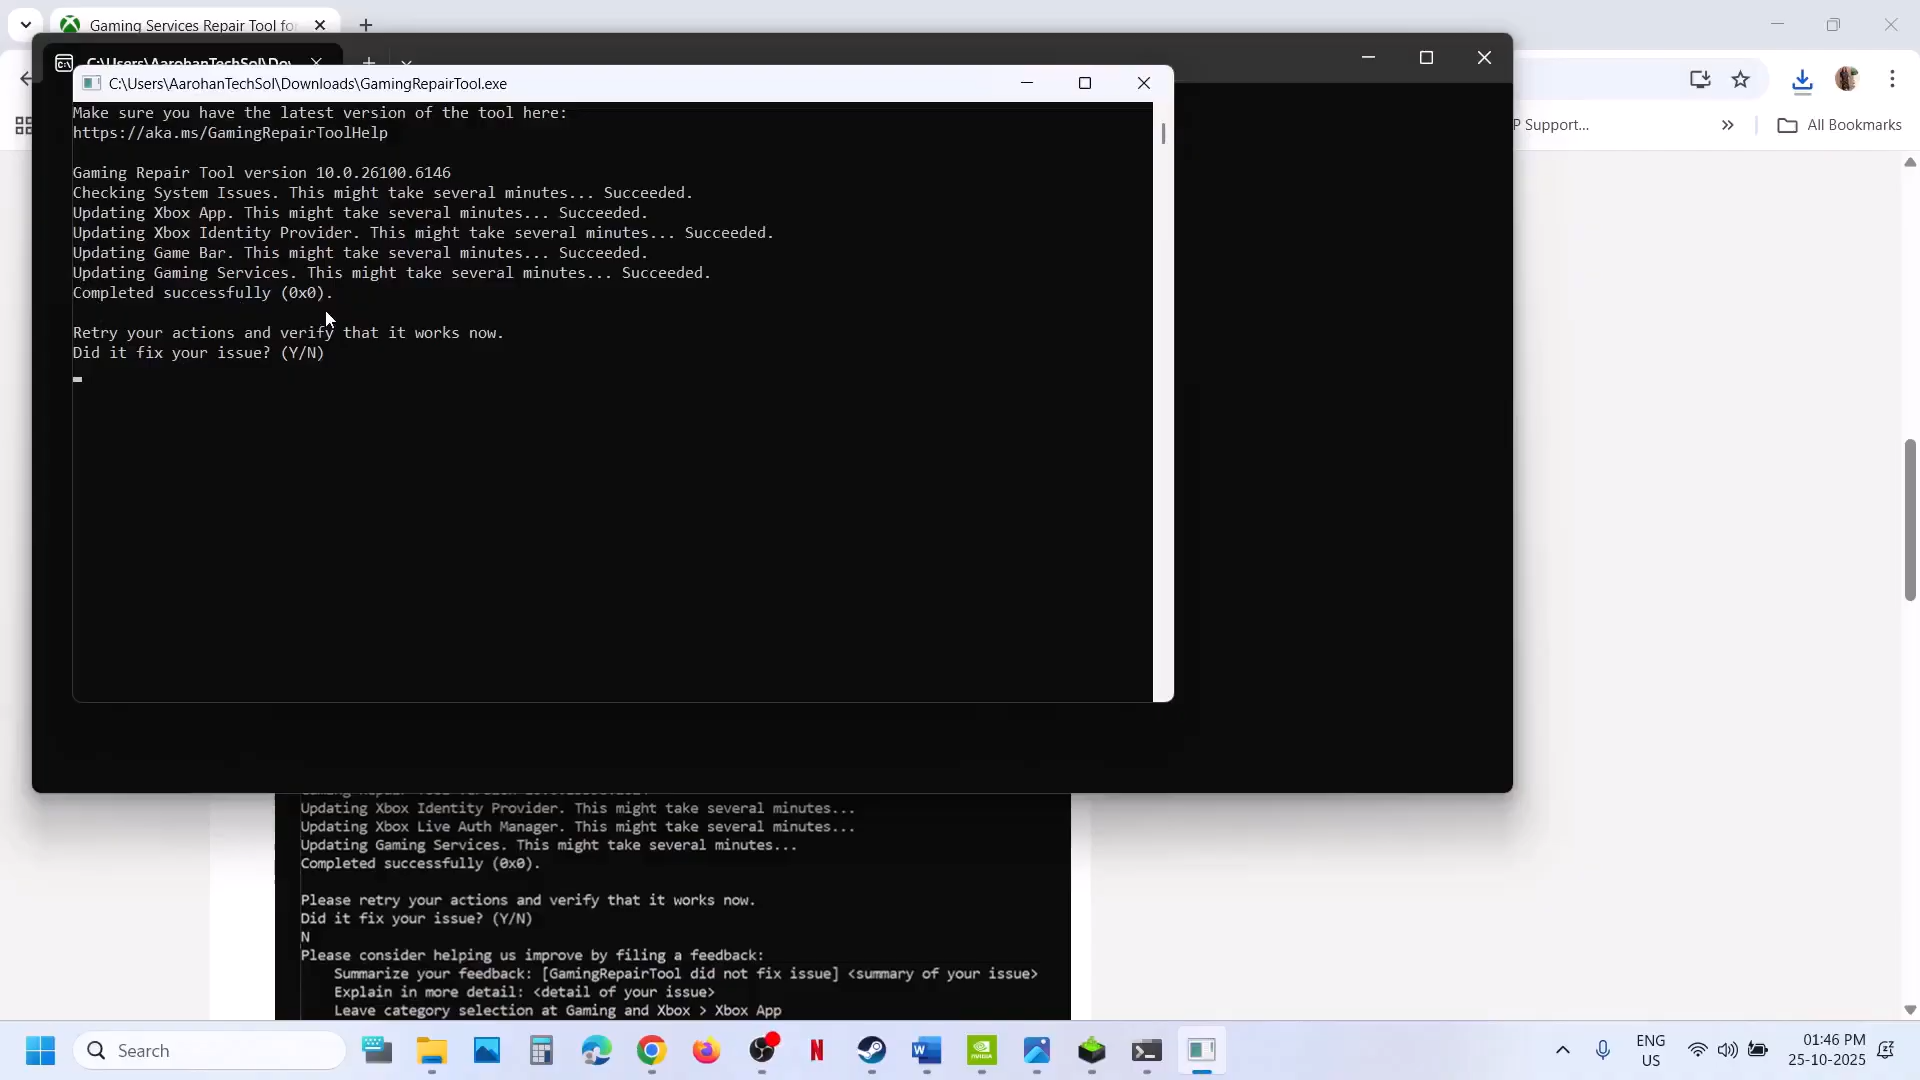 Gaming Services Repair Tool fo
C:\Users\AarohanTechSol\Dov
C:\Users\AarohanTechSol\Downloads\GamingRepairTool.exe
P Support...
All Bookmarks
Make sure you have the latest version of the tool here:
https://aka.ms/GamingRepairToolHelp
Gaming Repair Tool version 10.0.26100.6146
Checking System Issues. This might take several minutes... Succeeded.
Updating Xbox App. This might take several minutes... Succeeded.
Updating Xbox Identity Provider. This might take several minutes... Succeeded.
Updating Game Bar. This might take several minutes... Succeeded.
Updating Gaming Services. This might take several minutes... Succeeded.
Completed successfully (0x0).
Retry your actions and verify that it works now.
Did it fix your issue? (Y/N)
Updating Xbox Identity Provider. This might take several minutes...
Updating Xbox Live Auth Manager. This might take several minutes...
Updating Gaming Services. This might take several minutes...
Completed successfully (0x0).
Please retry your actions and verify that it works now.
Did it fix your issue? (Y/N)
N
Please consider helping us improve by filing a feedback:
Summarize your feedback: [GamingRepairTool did not fix issue] <summary of your issue>
Explain in more detail: <detail of your issue>
Leave category selection at Gaming and Xbox > Xbox App
Search
ENG
US
01:46 PM
25-10-2025